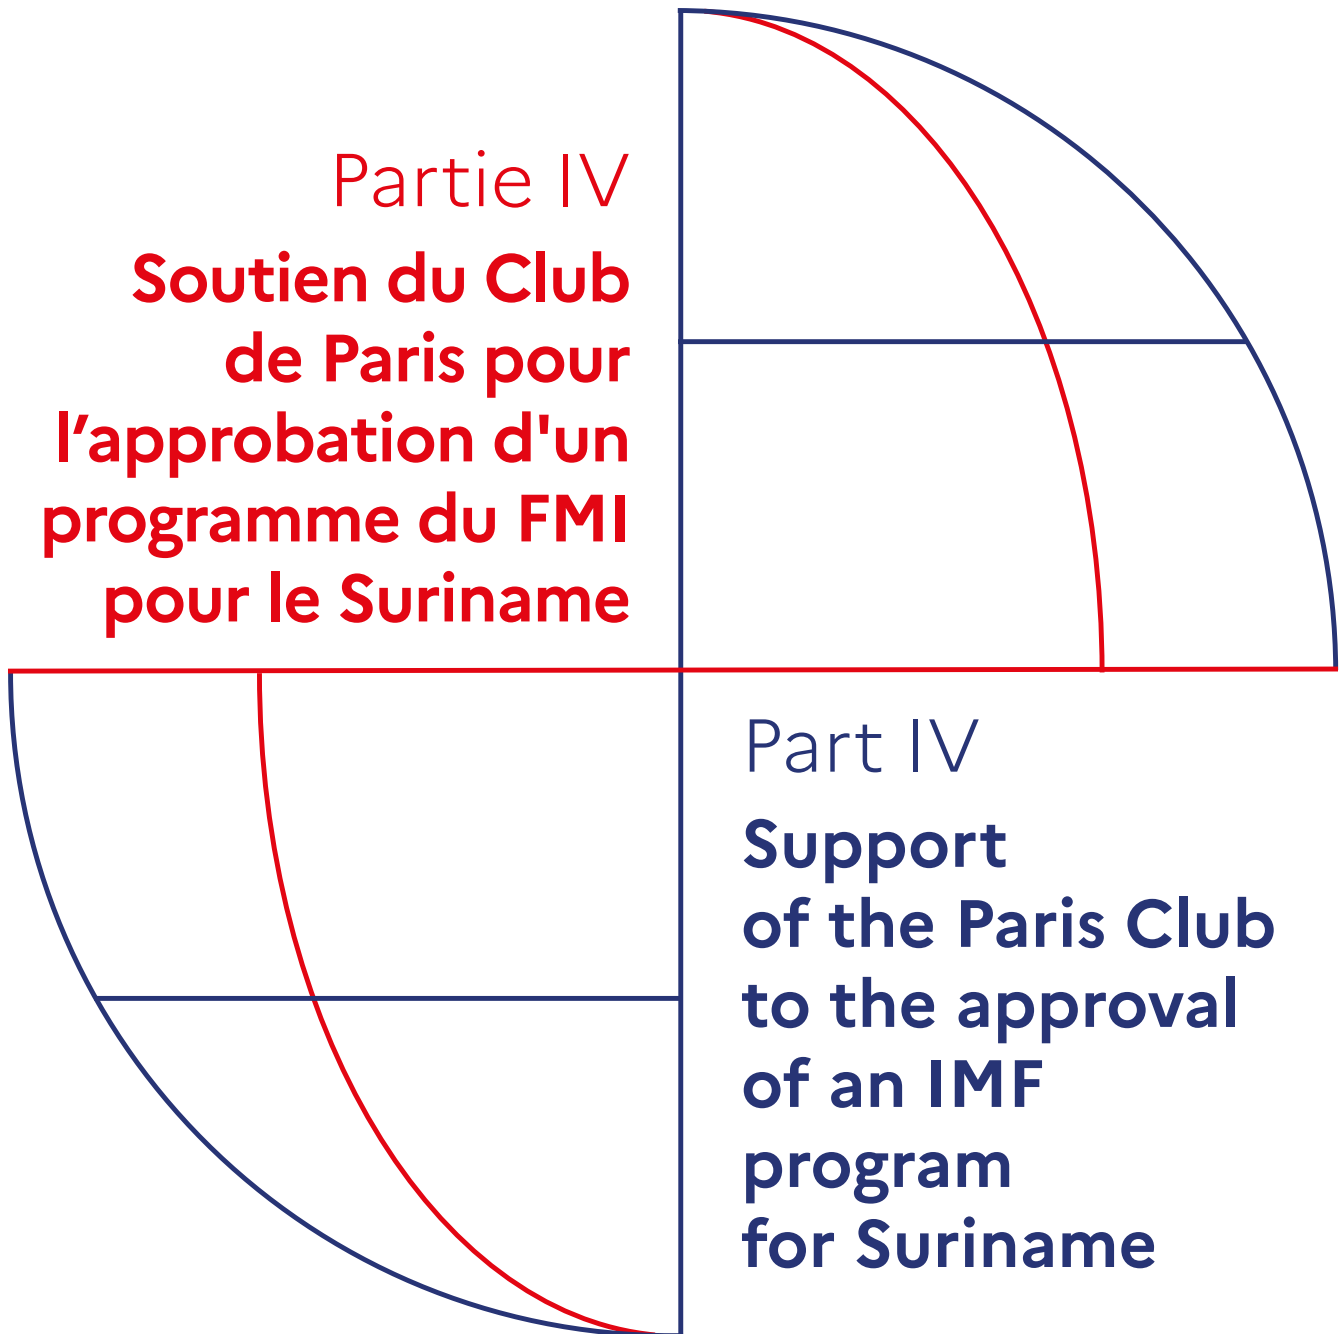 Partie IV
Soutien du Club
de Paris pour
l’approbation d'un
programme du FMI
pour le Suriname
Part IV
Support
of the Paris Club
to the approval
of an IMF
program
for Suriname